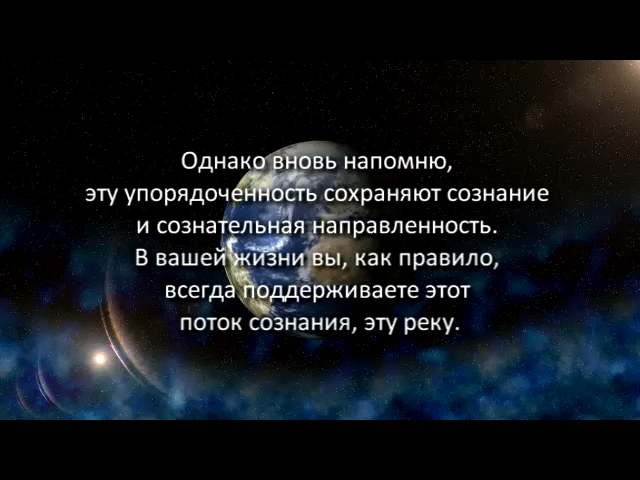 Однако вновь напомню,
эту упорядоченность сохраняют сознание
и сознательная направленность.
В вашей жизни вы, как правило,
всегда поддерживаете этот
поток сознания, эту реку.